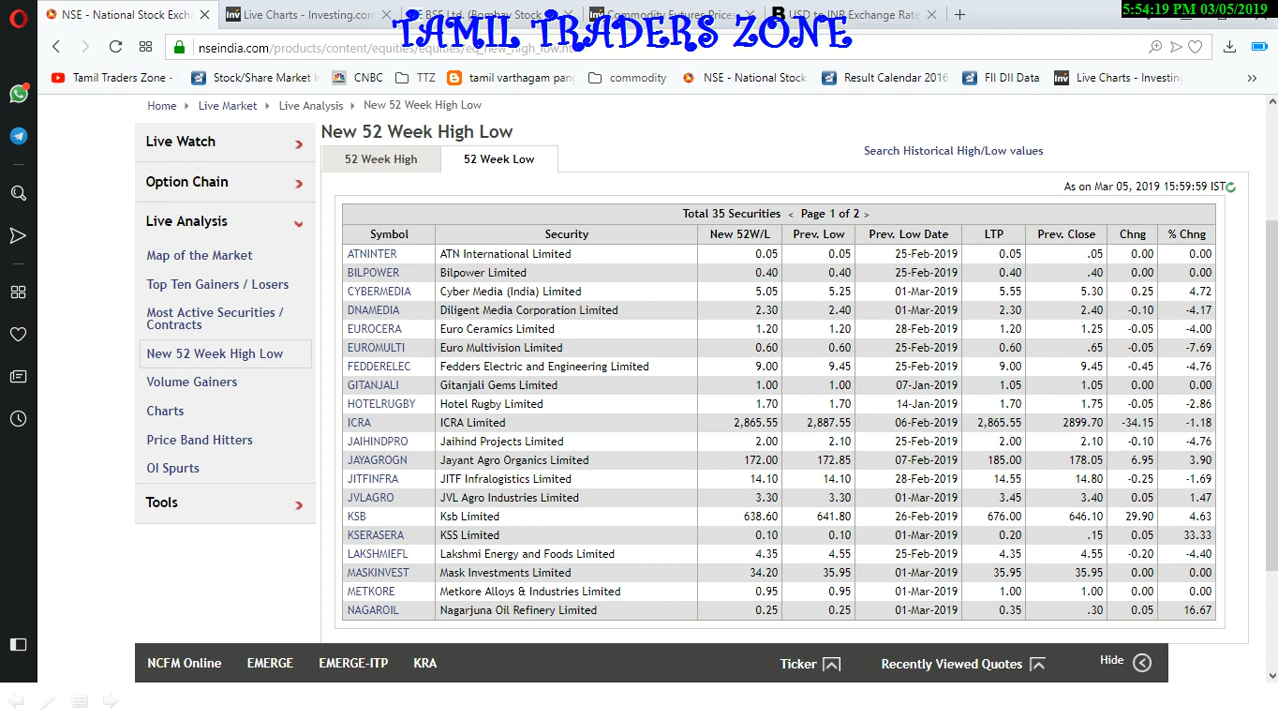 5:54:19 PM 03/05/2019
NSE - National Stock Excha
Live Charts - Investing.com
BSE Ltd. (Bombay Stock
Commodity Futures Prices
USD to INR Exchange Rate
TAMIL TRADERS ZONE
nseindia.com/products/content/equities/equities/eq_new_high_low.ht
Tamil Traders Zone - Stock/Share Market CNBC TTZ tamil varthagam pang commodity NSE - National Stock Result Calendar 2016 FII DII Data Live Charts - Investin
Home Live Market Live Analysis New 52 Week High Low
Live Watch
Option Chain
Live Analysis
Map of the Market
Top Ten Gainers / Losers
Most Active Securities /
Contracts
New 52 Week High Low
Volume Gainers
Charts
Price Band Hitters
OI Spurts
Tools
New 52 Week High Low
52 Week High 52 Week Low
Search Historical High/Low values
As on Mar 05, 2019 15:59:59 IST
Total 35 Securities < Page 1 of 2 >
Symbol Security New 52W/L Prev. Low Prev. Low Date LTP Prev. Close Chng % Chng
ATNINTER ATN International Limited 0.05 0.05 25-Feb-2019 0.05 .05 0.00 0.00
BILPOWER Bilpower Limited 0.40 0.40 25-Feb-2019 0.40 .40 0.00 0.00
CYBERMEDIA Cyber Media (India) Limited 5.05 5.25 01-Mar-2019 5.55 5.30 0.25 4.72
DNAMEDIA Diligent Media Corporation Limited 2.30 2.40 01-Mar-2019 2.30 2.40 -0.10 -4.17
EUROCERA Euro Ceramics Limited 1.20 1.20 28-Feb-2019 1.20 1.25 -0.05 -4.00
EUROMULTI Euro Multivision Limited 0.60 0.60 25-Feb-2019 0.60 .65 -0.05 -7.69
FEDDERELEC Fedders Electric and Engineering Limited 9.00 9.45 25-Feb-2019 9.00 9.45 -0.45 -4.76
GITANJALI Gitanjali Gems Limited 1.00 1.00 07-Jan-2019 1.05 1.05 0.00 0.00
HOTELRUGBY Hotel Rugby Limited 1.70 1.70 14-Jan-2019 1.70 1.75 -0.05 -2.86
ICRA ICRA Limited 2,865.55 2,887.55 06-Feb-2019 2,865.55 2899.70 -34.15 -1.18
JAIHINDPRO Jaihind Projects Limited 2.00 2.10 25-Feb-2019 2.00 2.10 -0.10 -4.76
JAYAGROGN Jayant Agro Organics Limited 172.00 172.85 07-Feb-2019 185.00 178.05 6.95 3.90
JITFINFRA JITF Infralogistics Limited 14.10 14.10 28-Feb-2019 14.55 14.80 -0.25 -1.69
JVLAGRO JVL Agro Industries Limited 3.30 3.30 01-Mar-2019 3.45 3.40 0.05 1.47
KSB Ksb Limited 638.60 641.80 26-Feb-2019 676.00 646.10 29.90 4.63
KSERASERA KSS Limited 0.10 0.10 01-Mar-2019 0.20 .15 0.05 33.33
LAKSHMIEFL Lakshmi Energy and Foods Limited 4.35 4.55 25-Feb-2019 4.35 4.55 -0.20 -4.40
MASKINVEST Mask Investments Limited 34.20 35.95 01-Mar-2019 35.95 35.95 0.00 0.00
METKORE Metkore Alloys & Industries Limited 0.95 0.95 01-Mar-2019 1.00 1.00 0.00 0.00
NAGAROIL Nagarjuna Oil Refinery Limited 0.25 0.25 01-Mar-2019 0.35 .30 0.05 16.67
NCFM Online EMERGE EMERGE-ITP KRA Ticker Recently Viewed Quotes Hide